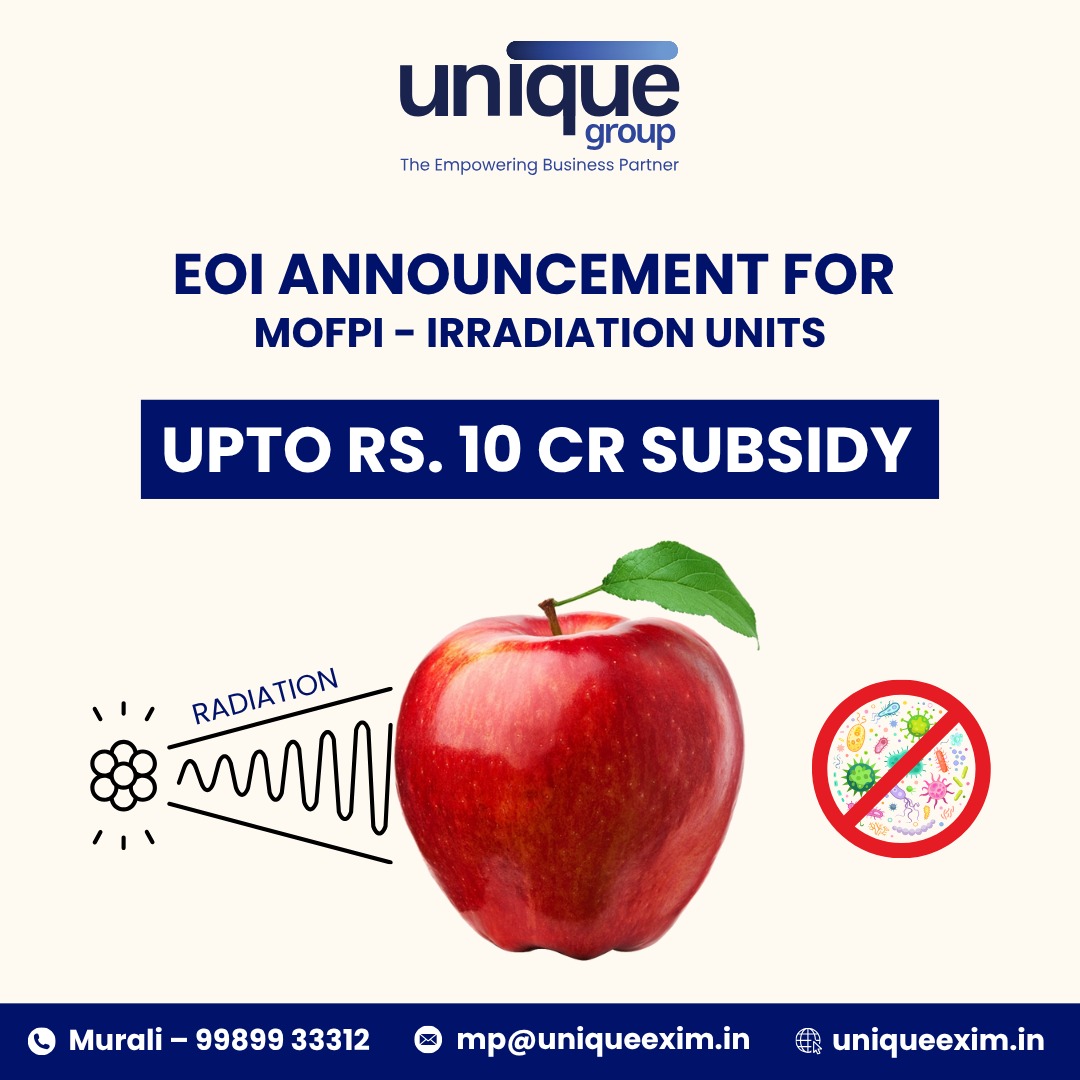 unique
group
The Empowering Business Partner
EOI ANNOUNCEMENT FOR
MOFPI - IRRADIATION UNITS
UPTO RS. 10 CR SUBSIDY
RADIATION
Murali – 99899 33312
mp@uniqueexim.in
uniqueexim.in